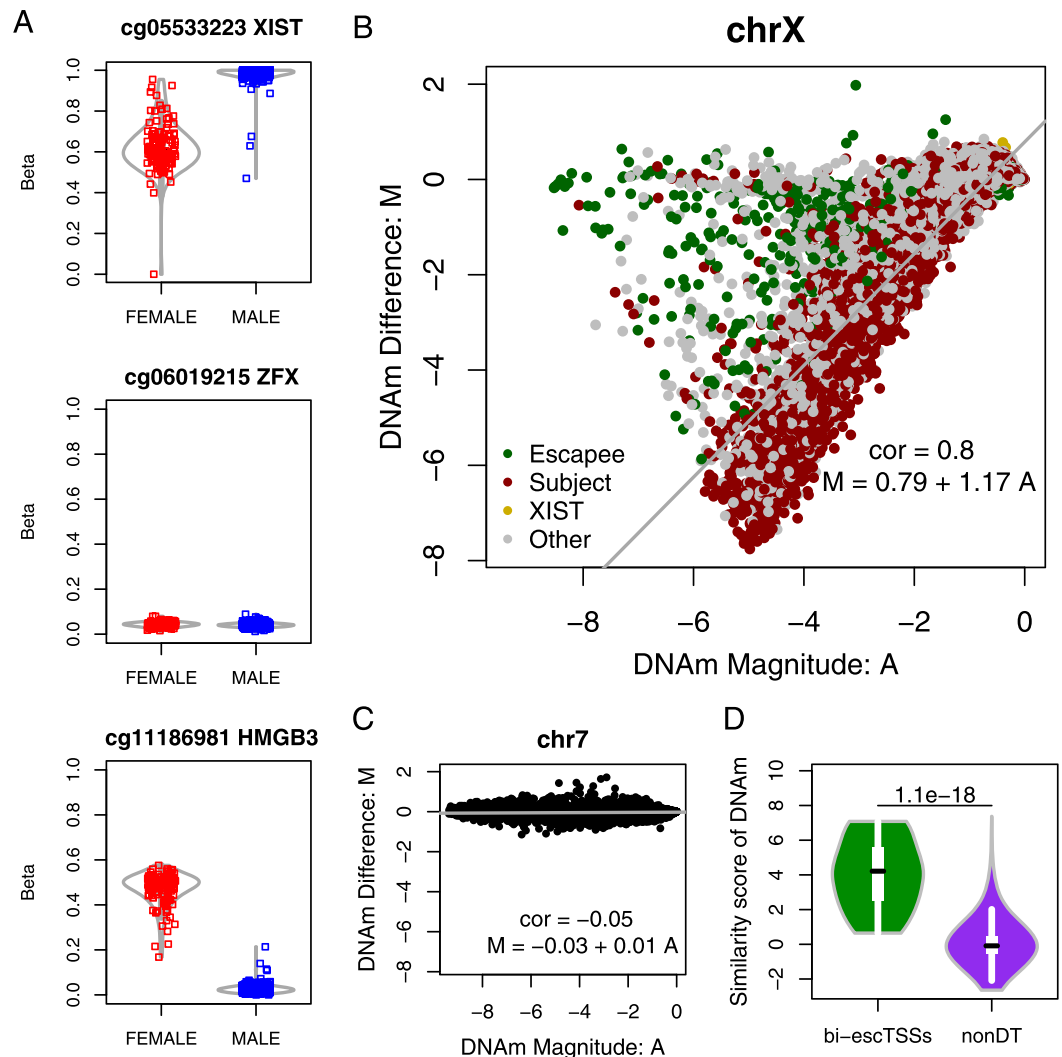 A
cg05533223 XIST
Beta
0.0 0.2 0.4 0.6 0.8 1.0
FEMALE MALE
cg06019215 ZFX
Beta
0.0 0.2 0.4 0.6 0.8 1.0
FEMALE MALE
cg11186981 HMGB3
Beta
0.0 0.2 0.4 0.6 0.8 1.0
FEMALE MALE
B
chrX
DNAm Difference: M
2
0
−2
−4
−6
−8
Escapee
Subject
XIST
Other
cor = 0.8
M = 0.79 + 1.17 A
−8 −6 −4 −2 0
DNAm Magnitude: A
C
chr7
DNAm Difference: M
2
0
−2
−4
−6
−8
cor = −0.05
M = −0.03 + 0.01 A
−8 −6 −4 −2 0
DNAm Magnitude: A
D
Similarity score of DNAm
−2 0 2 4 6 8 10
1.1e−18
bi−escTSSs nonDT